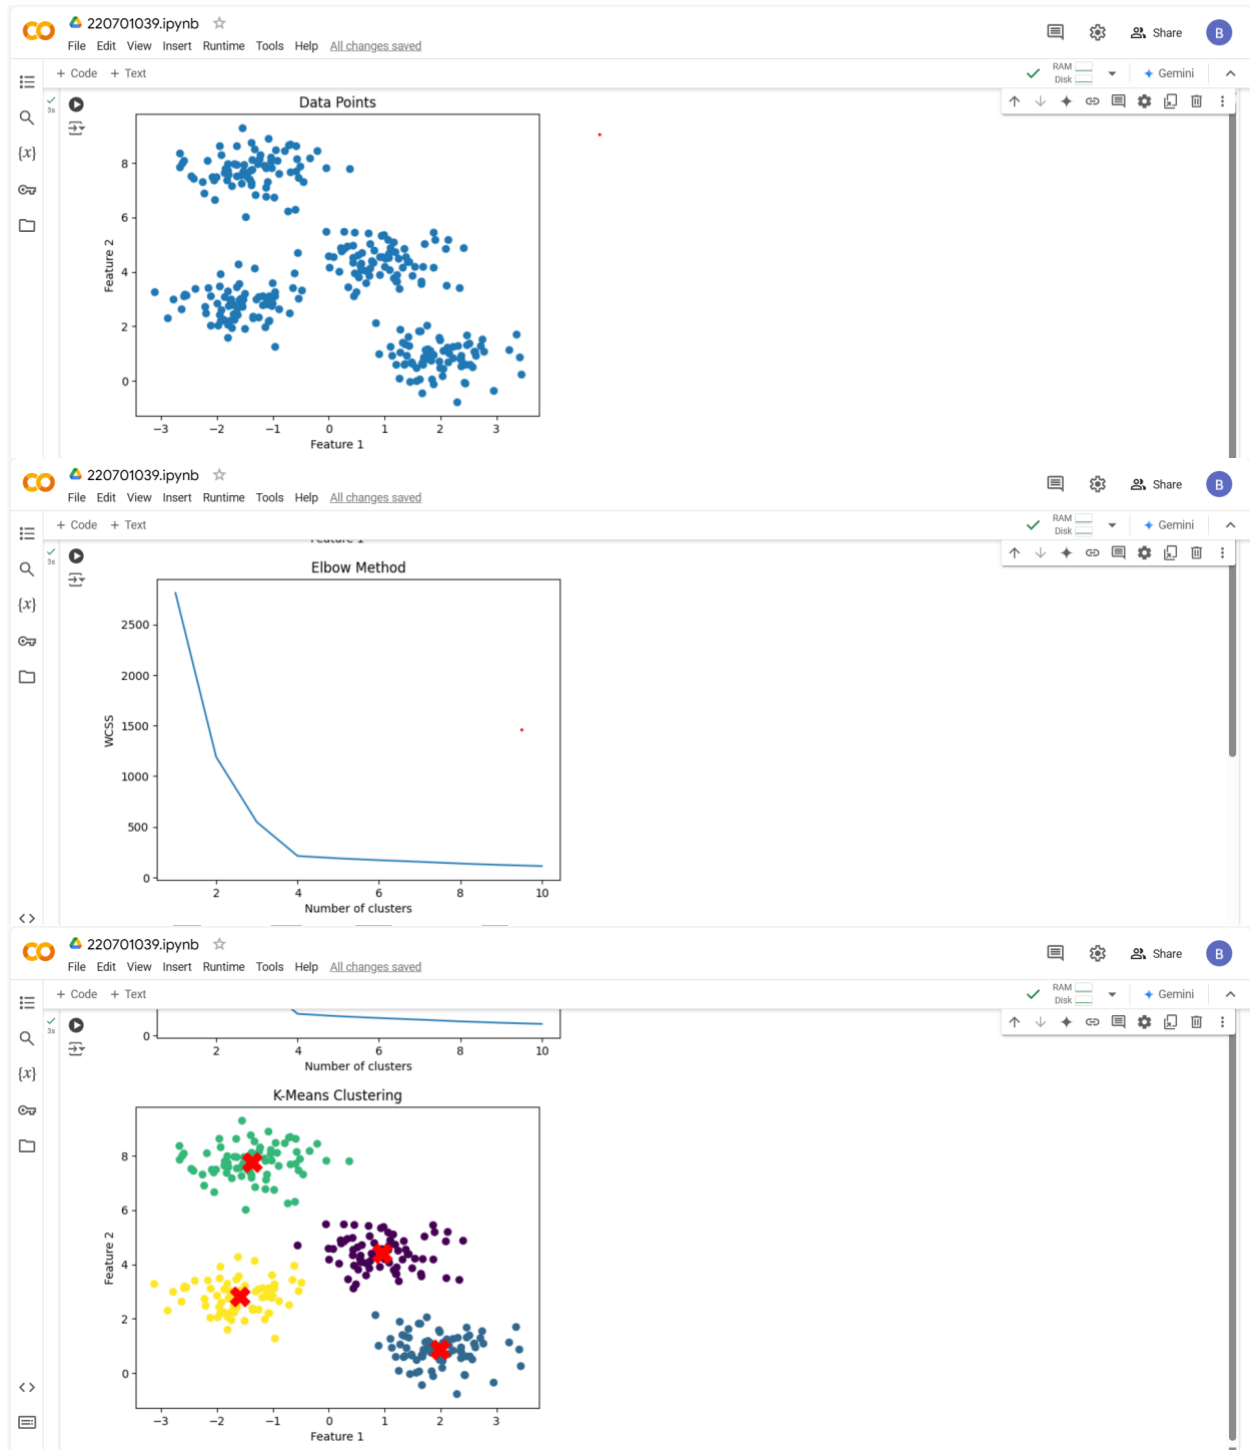 220701039.ipynb
File Edit View Insert Runtime Tools Help All changes saved
Share
B
+ Code + Text
RAM
Disk
Gemini
3s
{x}
Data Points
Feature 2
8
6
4
2
0
−3 −2 −1 0 1 2 3
Feature 1
220701039.ipynb
File Edit View Insert Runtime Tools Help All changes saved
Share
B
+ Code + Text
RAM
Disk
Gemini
3s
{x}
Feature 1
Elbow Method
WCSS
2500
2000
1500
1000
500
0
2 4 6 8 10
Number of clusters
220701039.ipynb
File Edit View Insert Runtime Tools Help All changes saved
Share
B
+ Code + Text
RAM
Disk
Gemini
3s
{x}
0
2 4 6 8 10
Number of clusters
K-Means Clustering
Feature 2
8
6
4
2
0
−3 −2 −1 0 1 2 3
Feature 1